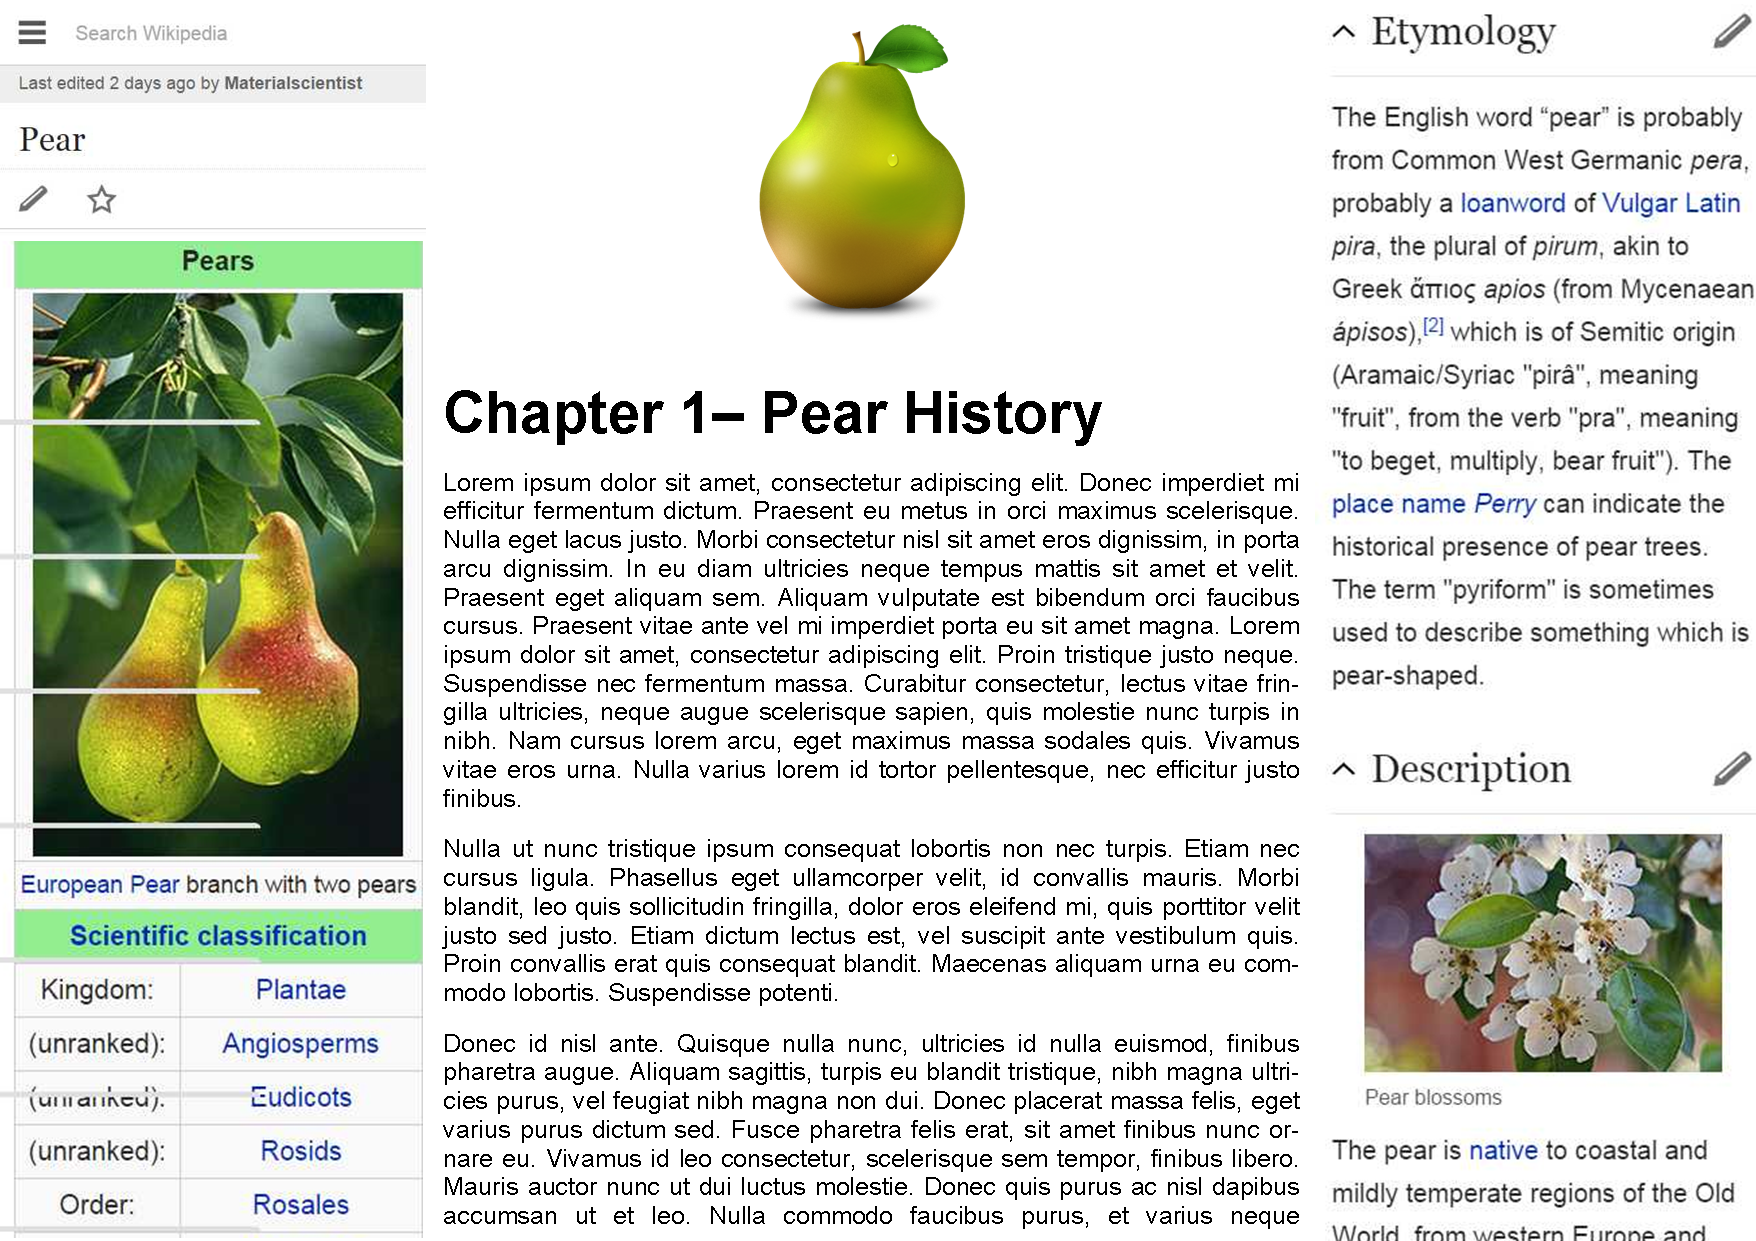 Search Wikipedia
Last edited 2 days ago by Materialscientist
Pear
Pears
European Pear branch with two pears
Scientific classification
Kingdom: Plantae
(unranked): Angiosperms
(unranked): Eudicots
(unranked): Rosids
Order: Rosales
Chapter 1– Pear History
Lorem ipsum dolor sit amet, consectetur adipiscing elit. Donec imperdiet mi
efficitur fermentum dictum. Praesent eu metus in orci maximus scelerisque.
Nulla eget lacus justo. Morbi consectetur nisl sit amet eros dignissim, in porta
arcu dignissim. In eu diam ultricies neque tempus mattis sit amet et velit.
Praesent eget aliquam sem. Aliquam vulputate est bibendum orci faucibus
cursus. Praesent vitae ante vel mi imperdiet porta eu sit amet magna. Lorem
ipsum dolor sit amet, consectetur adipiscing elit. Proin tristique justo neque.
Suspendisse nec fermentum massa. Curabitur consectetur, lectus vitae frin-
gilla ultricies, neque augue scelerisque sapien, quis molestie nunc turpis in
nibh. Nam cursus lorem arcu, eget maximus massa sodales quis. Vivamus
vitae eros urna. Nulla varius lorem id tortor pellentesque, nec efficitur justo
finibus.
Nulla ut nunc tristique ipsum consequat lobortis non nec turpis. Etiam nec
cursus ligula. Phasellus eget ullamcorper velit, id convallis mauris. Morbi
blandit, leo quis sollicitudin fringilla, dolor eros eleifend mi, quis porttitor velit
justo sed justo. Etiam dictum lectus est, vel suscipit ante vestibulum quis.
Proin convallis erat quis consequat blandit. Maecenas aliquam urna eu com-
modo lobortis. Suspendisse potenti.
Donec id nisl ante. Quisque nulla nunc, ultricies id nulla euismod, finibus
pharetra augue. Aliquam sagittis, turpis eu blandit tristique, nibh magna ultri-
cies purus, vel feugiat nibh magna non dui. Donec placerat massa felis, eget
varius purus dictum sed. Fusce pharetra felis erat, sit amet finibus nunc or-
nare eu. Vivamus id leo consectetur, scelerisque sem tempor, finibus libero.
Mauris auctor nunc ut dui luctus molestie. Donec quis purus ac nisl dapibus
accumsan ut et leo. Nulla commodo faucibus purus, et varius neque
Etymology
The English word “pear” is probably
from Common West Germanic pera,
probably a loanword of Vulgar Latin
pira, the plural of pirum, akin to
Greek ἄπιος apios (from Mycenaean
ápisos),[2] which is of Semitic origin
(Aramaic/Syriac "pirâ", meaning
"fruit", from the verb "pra", meaning
"to beget, multiply, bear fruit"). The
place name Perry can indicate the
historical presence of pear trees.
The term "pyriform" is sometimes
used to describe something which is
pear-shaped.
Description
Pear blossoms
The pear is native to coastal and
mildly temperate regions of the Old
World, from western Europe and